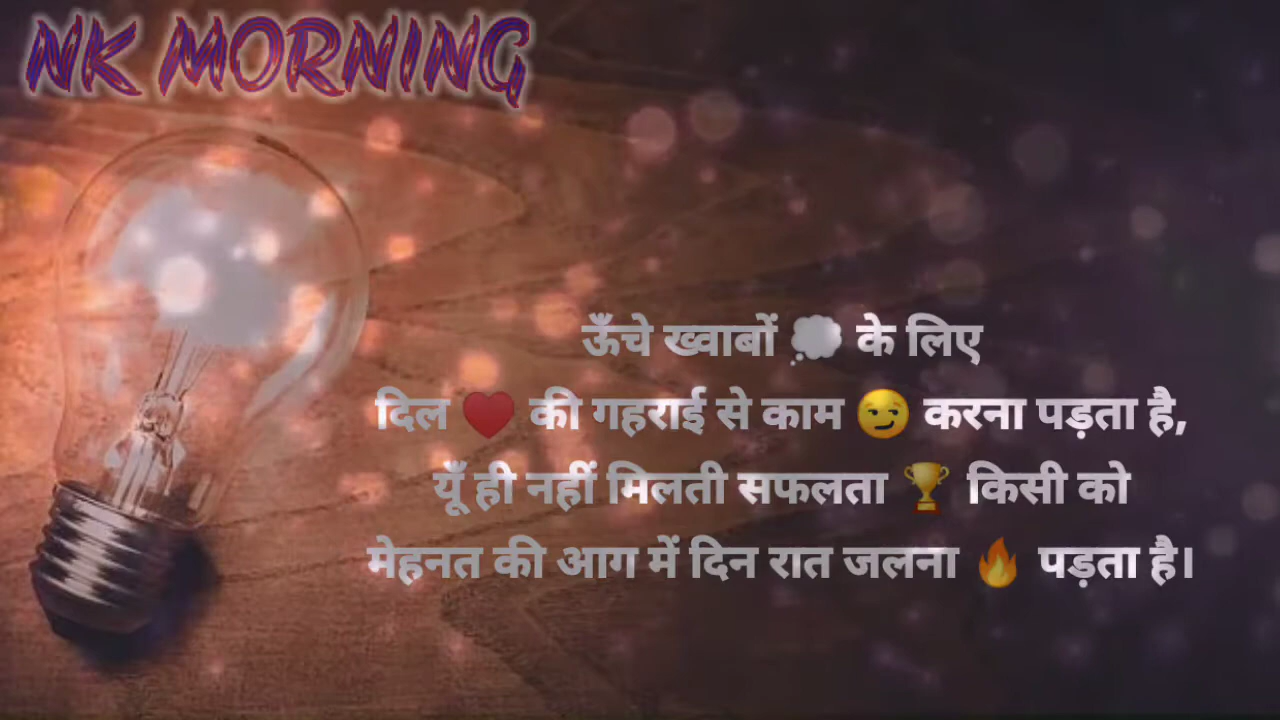 NK MORNING
ऊँचे ख्वाबों 💭 के लिए
दिल ❤️ की गहराई से काम 😏 करना पड़ता है,
यूँ ही नहीं मिलती सफलता 🏆 किसी को
मेहनत की आग में दिन रात जलना 🔥 पड़ता है।